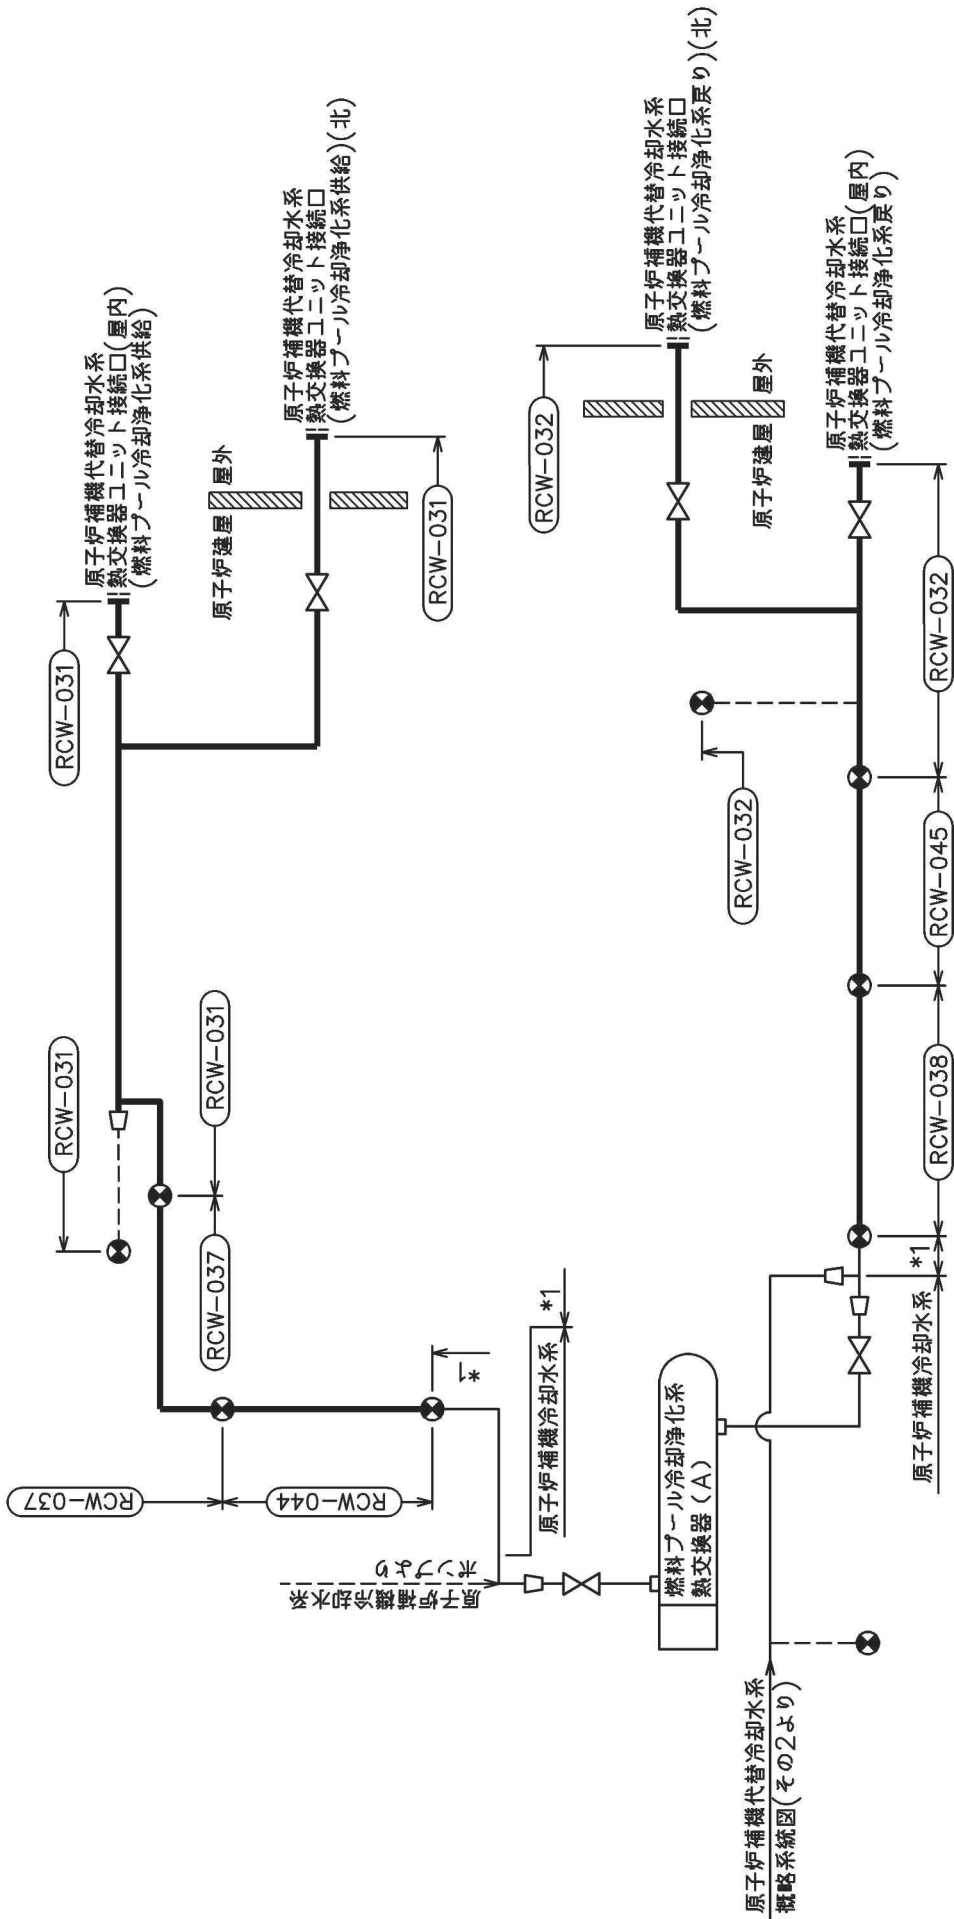 原子炉補機代替冷却水系
熱交換器ユニット接続口(屋内)
(燃料プール冷却浄化系供給)
RCW-031
原子炉建屋
屋外
原子炉補機代替冷却水系
熱交換器ユニット接続口
(燃料プール冷却浄化系供給)(北)
RCW-031
RCW-031
RCW-031
RCW-037
RCW-037
RCW-044
*1
原子炉補機冷却水系
ポンプより
原子炉補機冷却水系
*1
RCW-032
原子炉補機代替冷却水系
熱交換器ユニット接続口
(燃料プール冷却浄化系戻り)(北)
原子炉建屋
屋外
RCW-032
原子炉補機代替冷却水系
熱交換器ユニット接続口(屋内)
(燃料プール冷却浄化系戻り)
RCW-032
RCW-045
RCW-038
*1
原子炉補機冷却水系
燃料プール冷却浄化系
熱交換器(A)
原子炉補機代替冷却水系
概略系統図(その2より)